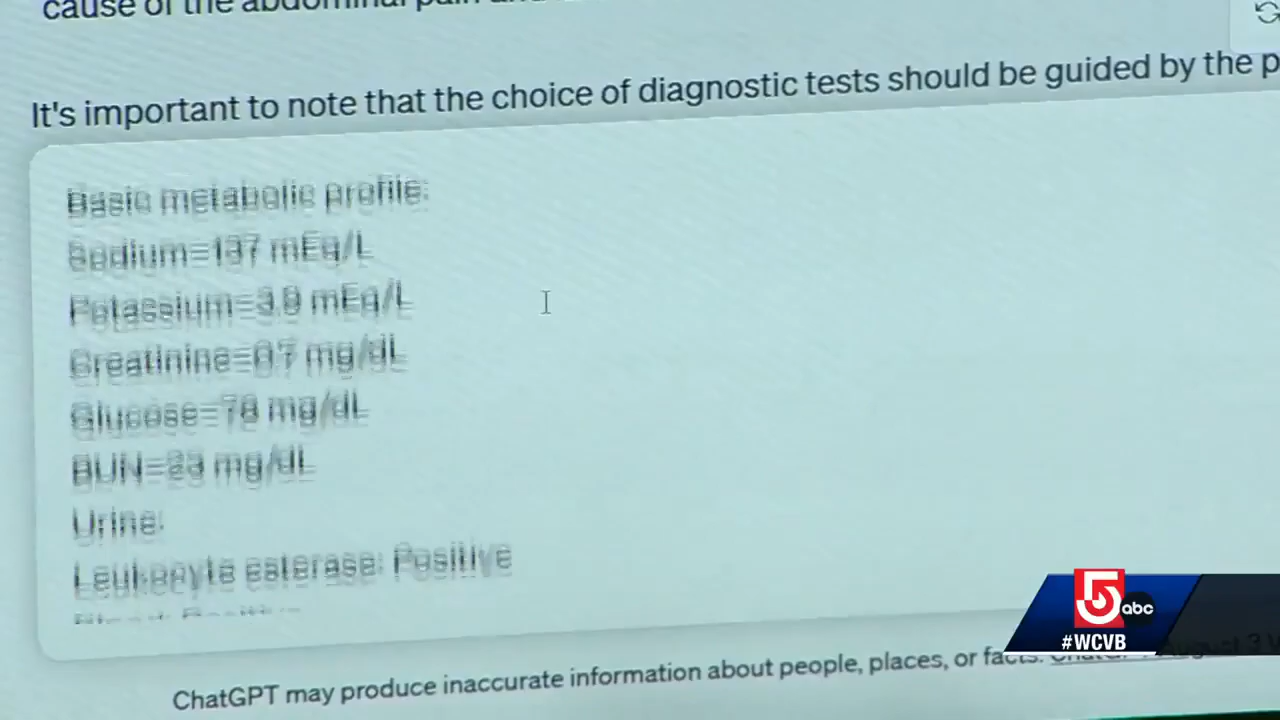 cause of the abdominal pain
It's important to note that the choice of diagnostic tests should be guided by the p
Basic metabolic profile:
Sodium=137 mEq/L
Potassium=3.9 mEq/L
Creatinine= mg/dL
Glucose=78 mg/dL
BUN=23 mg/dL
Urine:
Leukocyte esterase: Positive
5 abc
#WCVB
ChatGPT may produce inaccurate information about people, places, or facts. August 3